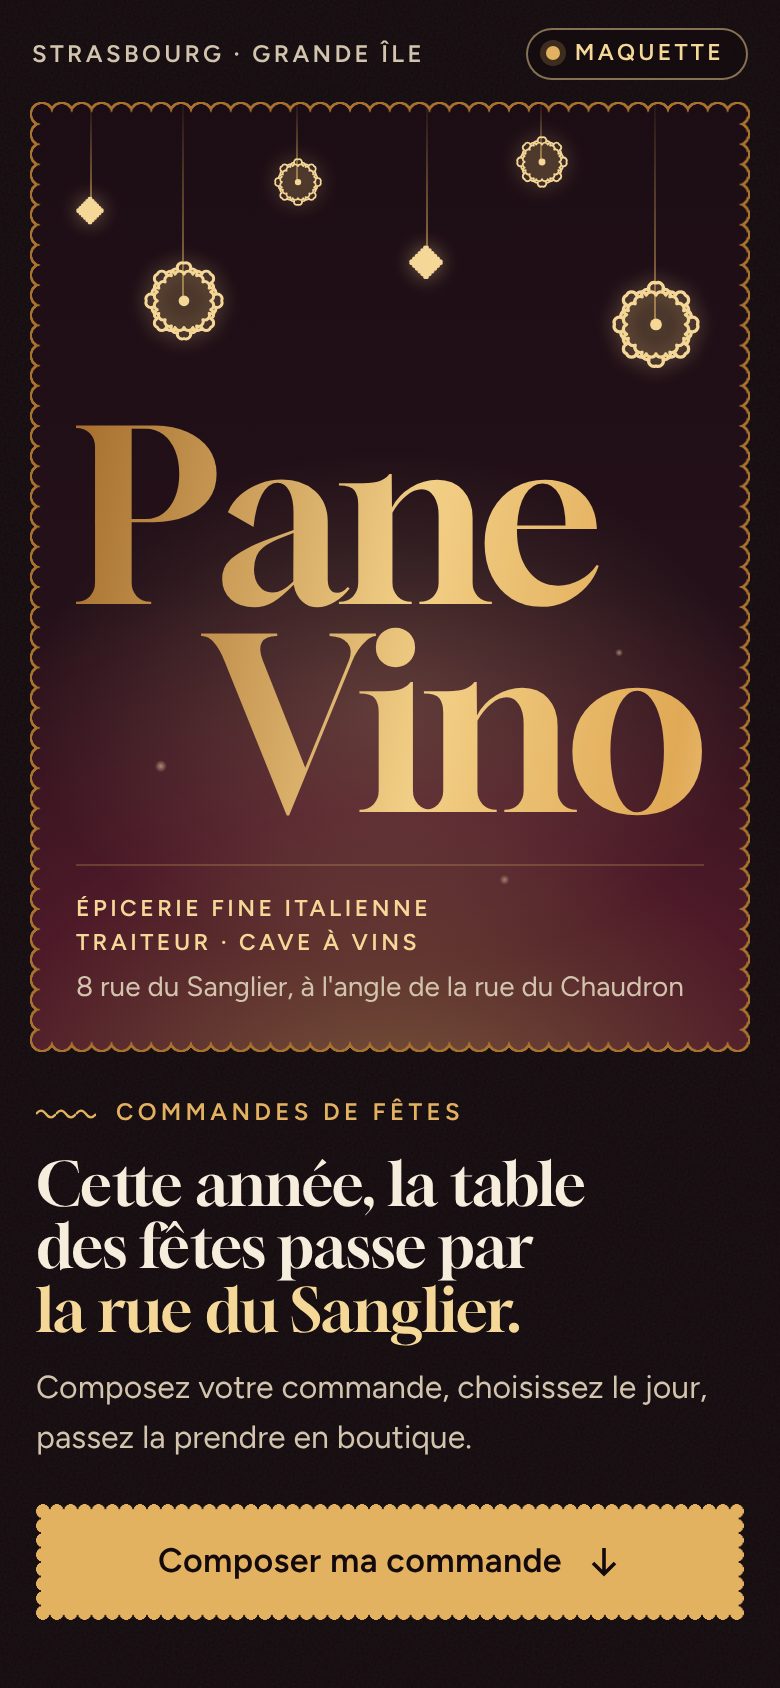 STRASBOURG · GRANDE ÎLE
MAQUETTE
Pane
Vino
ÉPICERIE FINE ITALIENNE
TRAITEUR · CAVE À VINS
8 rue du Sanglier, à l'angle de la rue du Chaudron
COMMANDES DE FÊTES
Cette année, la table
des fêtes passe par
la rue du Sanglier.
Composez votre commande, choisissez le jour,
passez la prendre en boutique.
Composer ma commande ↓